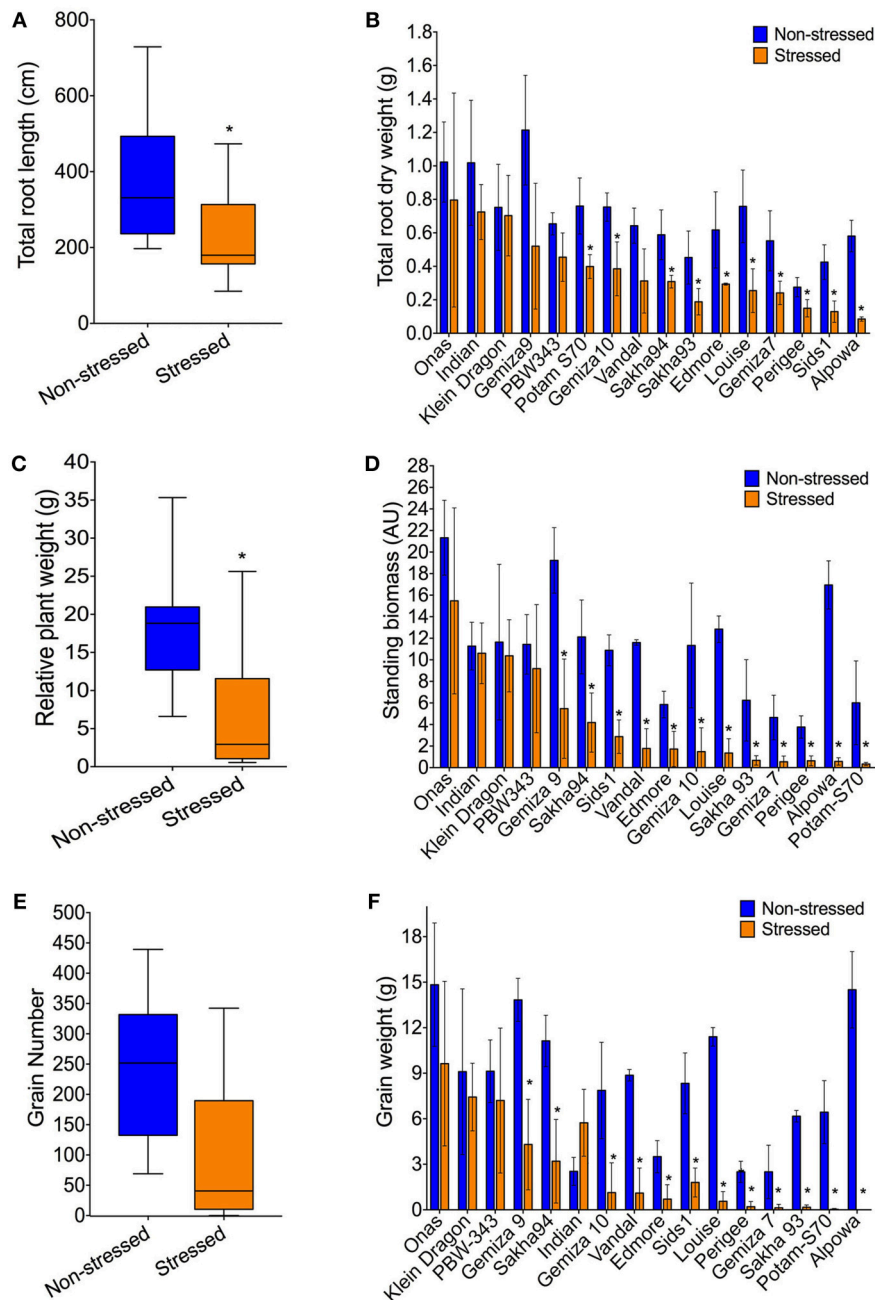 A
Total root length (cm)
800
600
400
200
0
*
Non-stressed
Stressed
B
Total root dry weight (g)
Non-stressed
Stressed
1.8
1.6
1.4
1.2
1.0
0.8
0.6
0.4
0.2
0.0
* * * * * * * * * *
Onas
Indian
Klein Dragon
Gemiza9
PBW343
Potam S70
Gemiza10
Vandal
Sakha94
Sakha93
Edmore
Louise
Gemiza7
Perigee
Sids1
Alpowa
C
Relative plant weight (g)
40
35
30
25
20
15
10
5
0
*
Non-stressed
Stressed
D
Standing biomass (AU)
Non-stressed
Stressed
28
26
24
22
20
18
16
14
12
10
8
6
4
2
0
* * * * * * * * * * * *
Onas
Indian
Klein Dragon
PBW343
Gemiza 9
Sakha94
Sids1
Vandal
Edmore
Gemiza 10
Louise
Sakha 93
Gemiza 7
Perigee
Alpowa
Potam-S70
E
Grain Number
500
450
400
350
300
250
200
150
100
50
0
Non-stressed
Stressed
F
Grain weight (g)
Non-stressed
Stressed
18
15
12
9
6
3
0
* * * * * * * * * * * *
Onas
Klein Dragon
PBW-343
Gemiza 9
Sakha94
Indian
Gemiza 10
Vandal
Edmore
Sids1
Louise
Perigee
Gemiza 7
Sakha 93
Potam-S70
Alpowa